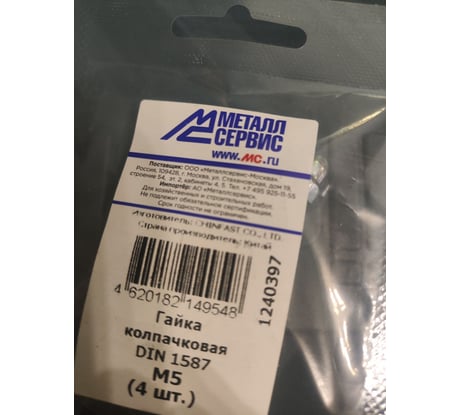 МЕТАЛЛ
СЕРВИС
www.mc.ru
Поставщик: ООО «Металлсервис-Москва».
Россия, 109428, г. Москва, ул. Стахановская, дом 19,
строение 54, эт. 2, кабинеты 4, 5. Тел. +7 495 925-11-55
Импортёр: АО «Металлсервис».
Для хозяйственных и строительных работ.
Не подлежит обязательное сертификации.
Срок годности не ограничен.
Изготовитель: CHINFAST CO., LTD.
Страна производитель: Китай
4 620182 149548
1240397
Гайка
колпачковая
DIN 1587
М5
(4 шт.)